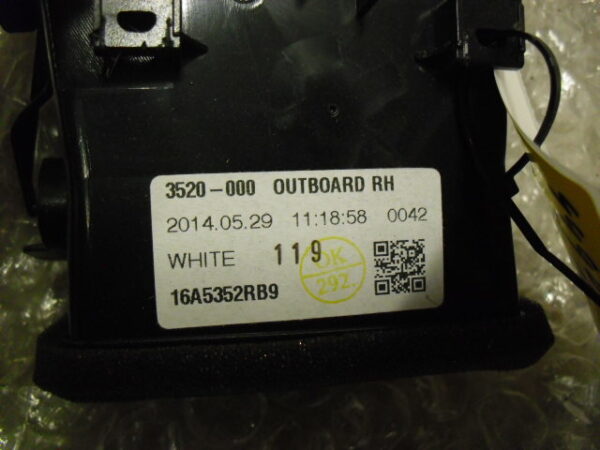 3520-000 OUTBOARD RH
2014.05.29 11:18:58 0042
WHITE 119
OK
292.
16A5352RB9